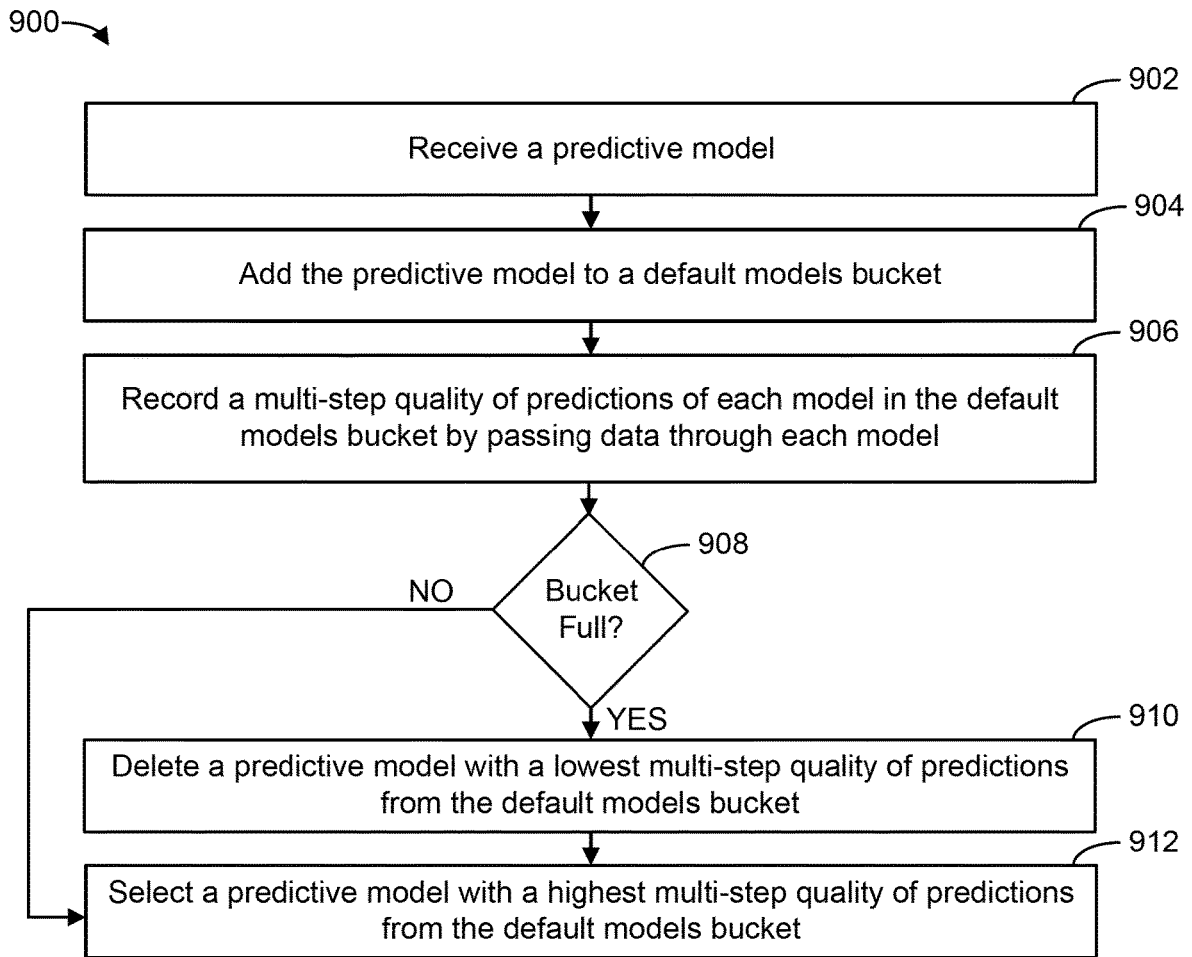 900
902
Receive a predictive model
904
Add the predictive model to a default models bucket
906
Record a multi-step quality of predictions of each model in the default
models bucket by passing data through each model
908
NO
Bucket
Full?
YES
910
Delete a predictive model with a lowest multi-step quality of predictions
from the default models bucket
912
Select a predictive model with a highest multi-step quality of predictions
from the default models bucket